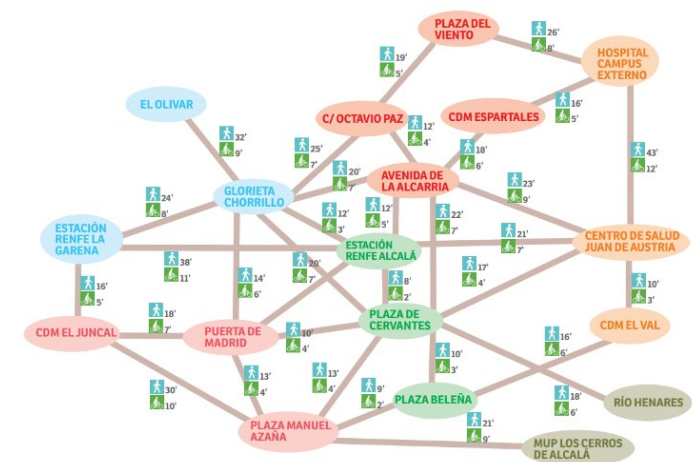 PLAZA DEL
VIENTO
26'
8'
HOSPITAL
CAMPUS
EXTERNO
19'
5'
EL OLIVAR
C/ OCTAVIO PAZ
CDM ESPARTALES
16'
5'
32'
9'
25'
7'
12'
4'
18'
6'
43'
12'
20'
7'
AVENIDA DE
LA ALCARRIA
23'
9'
24'
8'
GLORIETA
CHORRILLO
12'
3'
12'
5'
22'
7'
ESTACIÓN
RENFE LA
GARENA
ESTACIÓN
RENFE ALCALÁ
21'
7'
CENTRO DE SALUD
JUAN DE AUSTRIA
38'
11'
20'
7'
17'
4'
16'
5'
14'
6'
8'
2'
10'
3'
18'
7'
CDM EL JUNCAL
PUERTA DE
MADRID
10'
4'
PLAZA DE
CERVANTES
CDM EL VAL
16'
6'
10'
3'
13'
4'
13'
4'
9'
2'
30'
10'
PLAZA BELEÑA
18'
6'
RÍO HENARES
PLAZA MANUEL
AZAÑA
21'
9'
MUP LOS CERROS
DE ALCALÁ